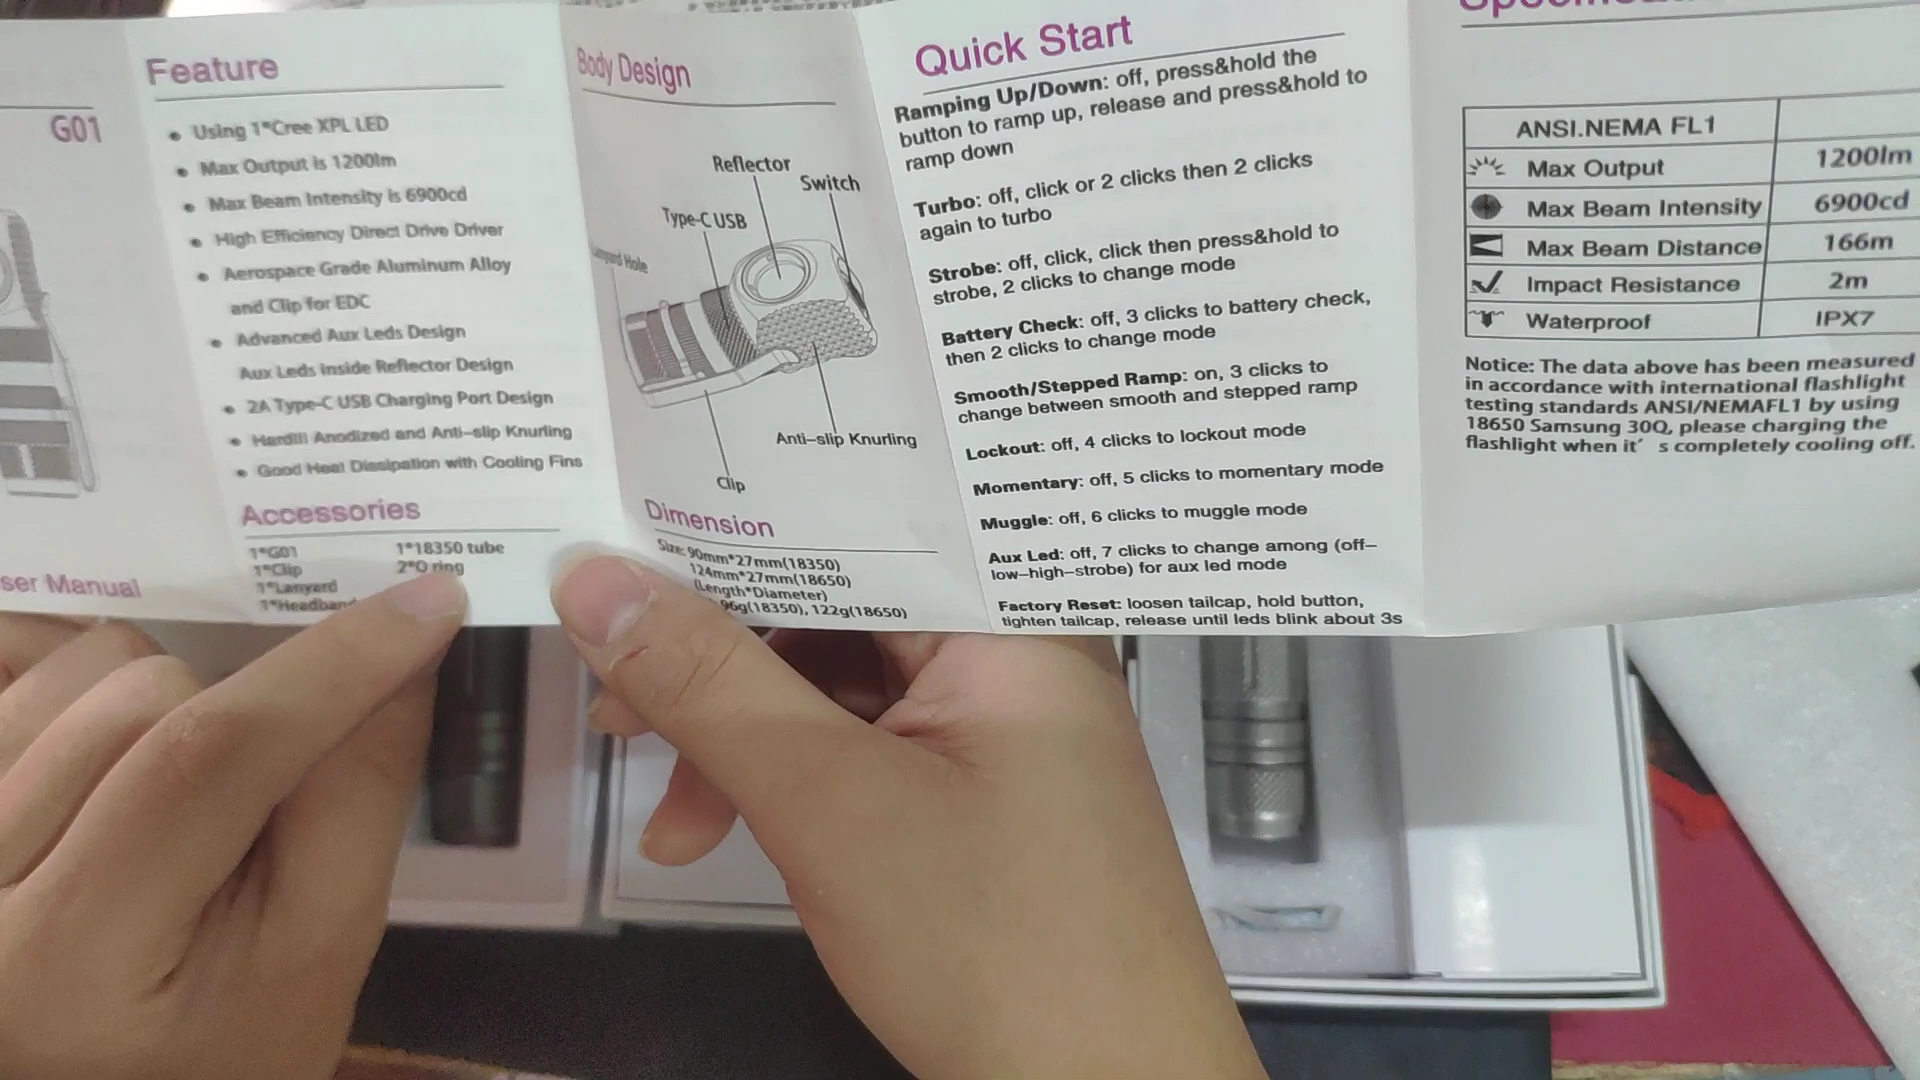 G01
ser Manual
Feature
Using 1*Cree XPL LED
Max Output is 1200lm
Max Beam Intensity is 6900cd
High Efficiency Direct Drive Driver
Aerospace Grade Aluminum Alloy
and Clip for EDC
Advanced Aux Leds Design
Aux Leds Inside Reflector Design
2A Type-C USB Charging Port Design
HardIII Anodized and Anti-slip Knurling
Good Heat Dissipation with Cooling Fins
Accessories
1*G01
1*Clip
1*Lanyard
1*Headban
1*18350 tube
2*O ring
Body Design
Reflector
Switch
Type-C USB
Lanyard Hole
Anti-slip Knurling
Clip
Dimension
Size: 90mm*27mm(18350)
124mm*27mm(18650)
(Length*Diameter)
96g(18350), 122g(18650)
Quick Start
Ramping Up/Down: off, press&hold the
button to ramp up, release and press&hold to
ramp down
Turbo: off, click or 2 clicks then 2 clicks
again to turbo
Strobe: off, click, click then press&hold to
strobe, 2 clicks to change mode
Battery Check: off, 3 clicks to battery check,
then 2 clicks to change mode
Smooth/Stepped Ramp: on, 3 clicks to
change between smooth and stepped ramp
Lockout: off, 4 clicks to lockout mode
Momentary: off, 5 clicks to momentary mode
Muggle: off, 6 clicks to muggle mode
Aux Led: off, 7 clicks to change among (off-
low-high-strobe) for aux led mode
Factory Reset: loosen tailcap, hold button,
tighten tailcap, release until leds blink about 3s
ANSI.NEMA FL1
Max Output 1200lm
Max Beam Intensity 6900cd
Max Beam Distance 166m
Impact Resistance 2m
Waterproof IPX7
Notice: The data above has been measured
in accordance with international flashlight
testing standards ANSI/NEMAFL1 by using
18650 Samsung 30Q, please charging the
flashlight when it' s completely cooling off.